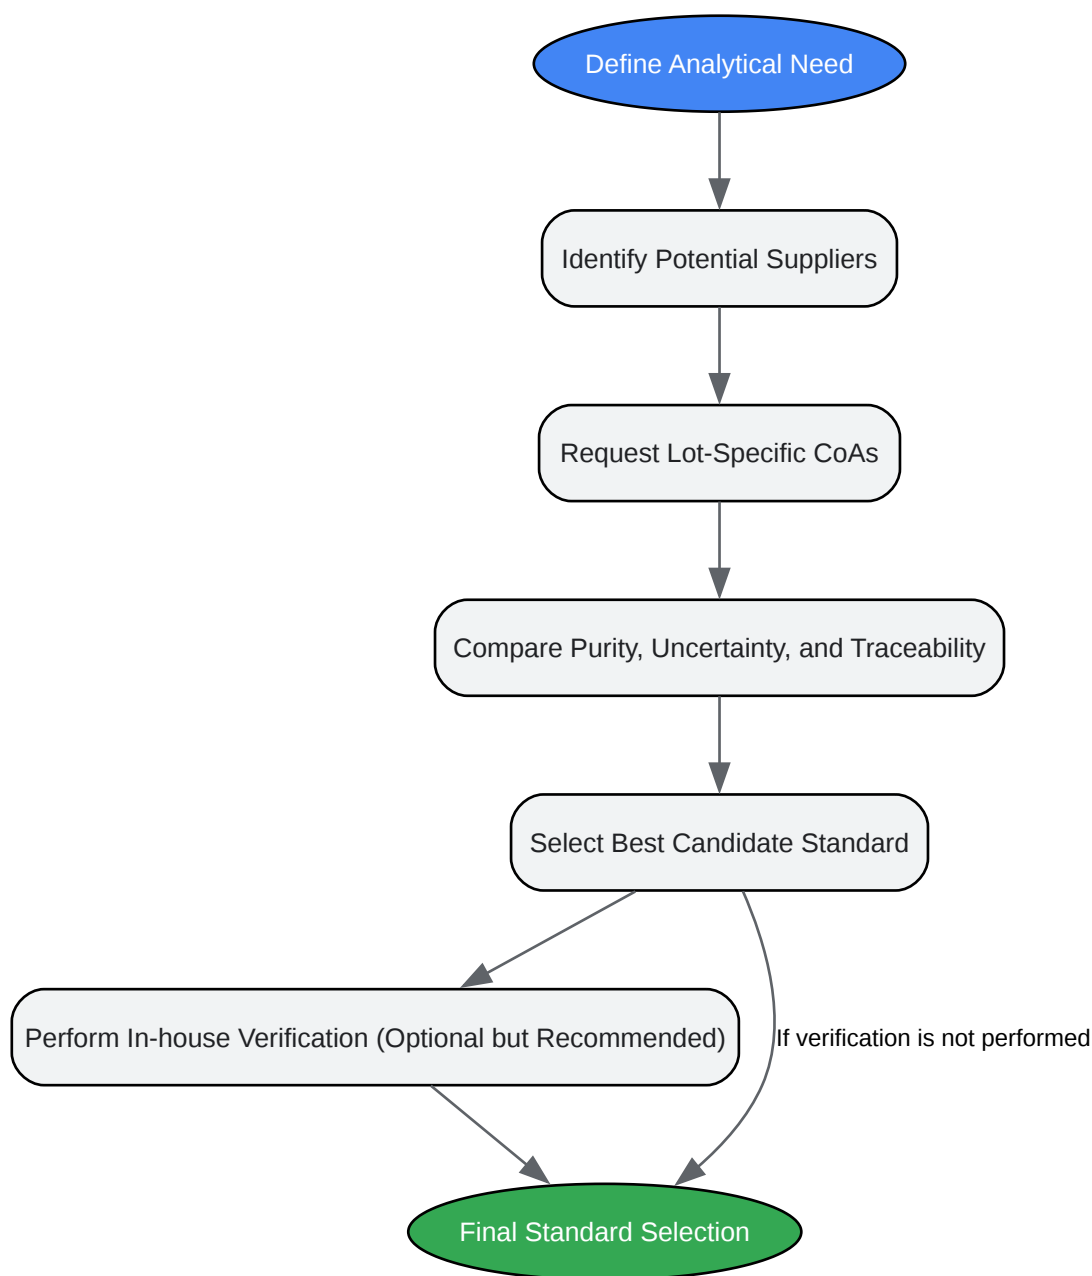 Define Analytical Need
Identify Potential Suppliers
Request Lot-Specific CoAs
Compare Purity, Uncertainty, and Traceability
Select Best Candidate Standard
Perform In-house Verification (Optional but Recommended)
If verification is not performed
Final Standard Selection